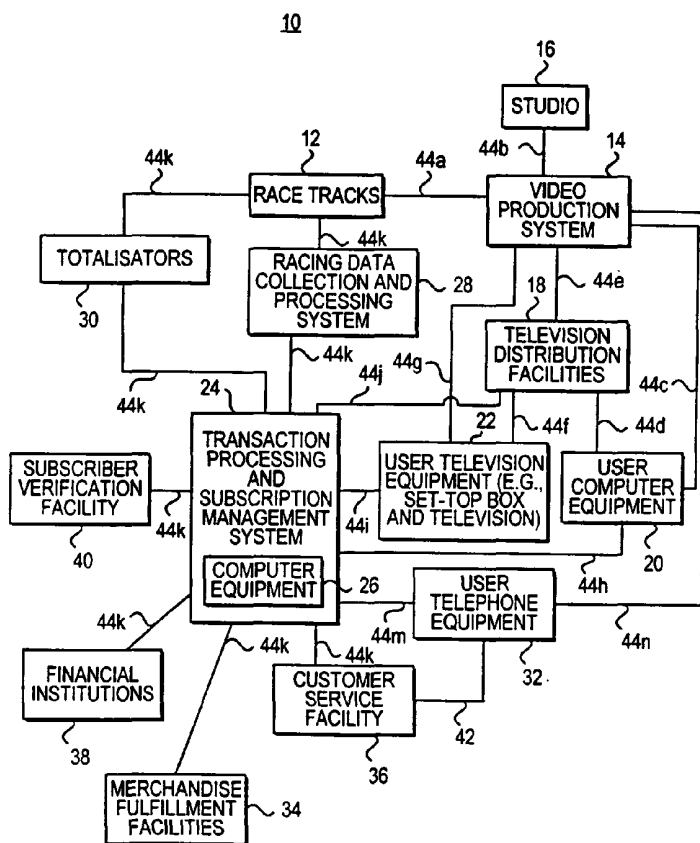 10
16
STUDIO
44b
14
12
44a
44k
RACE TRACKS
VIDEO
PRODUCTION
SYSTEM
44k
TOTALISATORS
30
RACING DATA
COLLECTION AND
PROCESSING
SYSTEM
28
18
44e
TELEVISION
DISTRIBUTION
FACILITIES
44k
44k
44j
44g
44c
24
22
44f
44d
TRANSACTION
PROCESSING
AND
SUBSCRIPTION
MANAGEMENT
SYSTEM
USER TELEVISION
EQUIPMENT (E.G.,
SET-TOP BOX
AND TELEVISION)
USER
COMPUTER
EQUIPMENT
SUBSCRIBER
VERIFICATION
FACILITY
40
44k
44i
20
COMPUTER
EQUIPMENT
26
44h
USER
TELEPHONE
EQUIPMENT
44m
44n
32
44k
44k
44k
FINANCIAL
INSTITUTIONS
38
CUSTOMER
SERVICE
FACILITY
42
36
MERCHANDISE
FULFILLMENT
FACILITIES
34